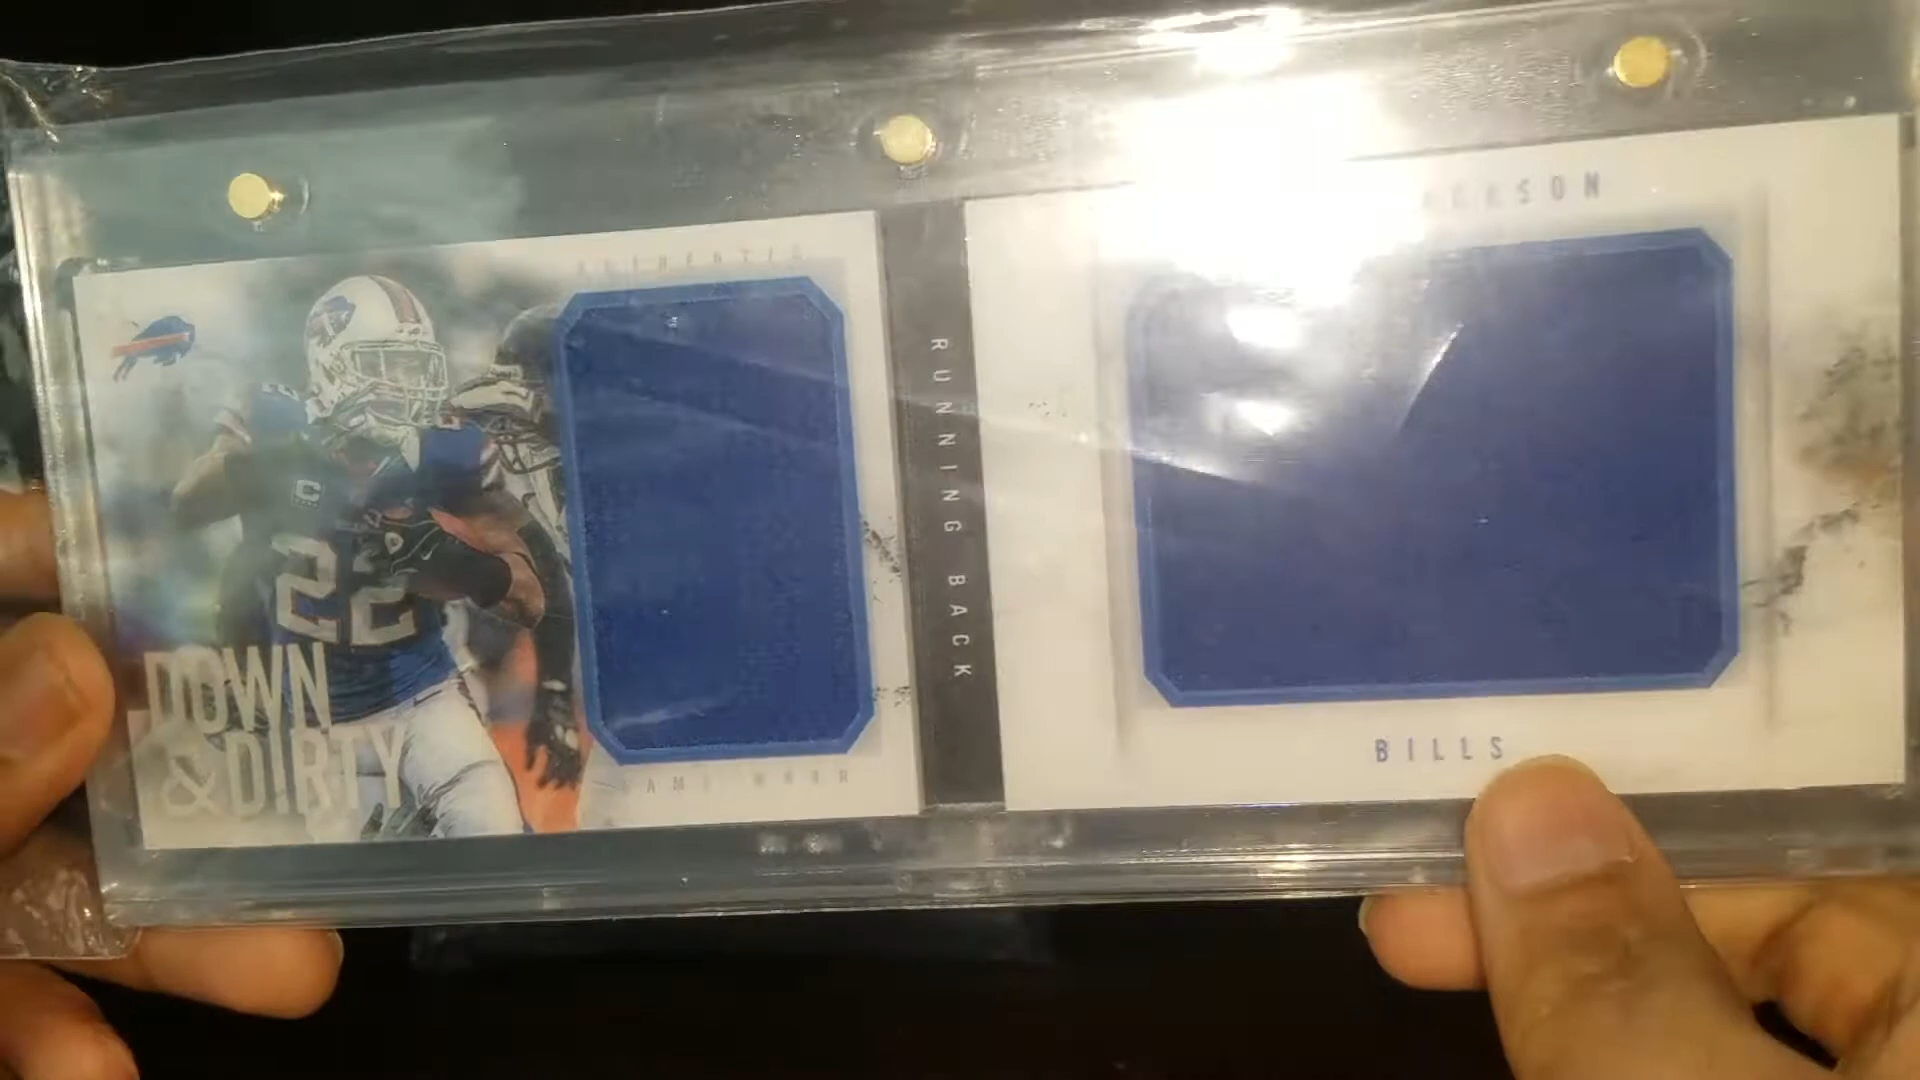 AUTHENTIC
C
22
DOWN
& DIRTY
GAME WORN
RUNNING BACK
BILLS